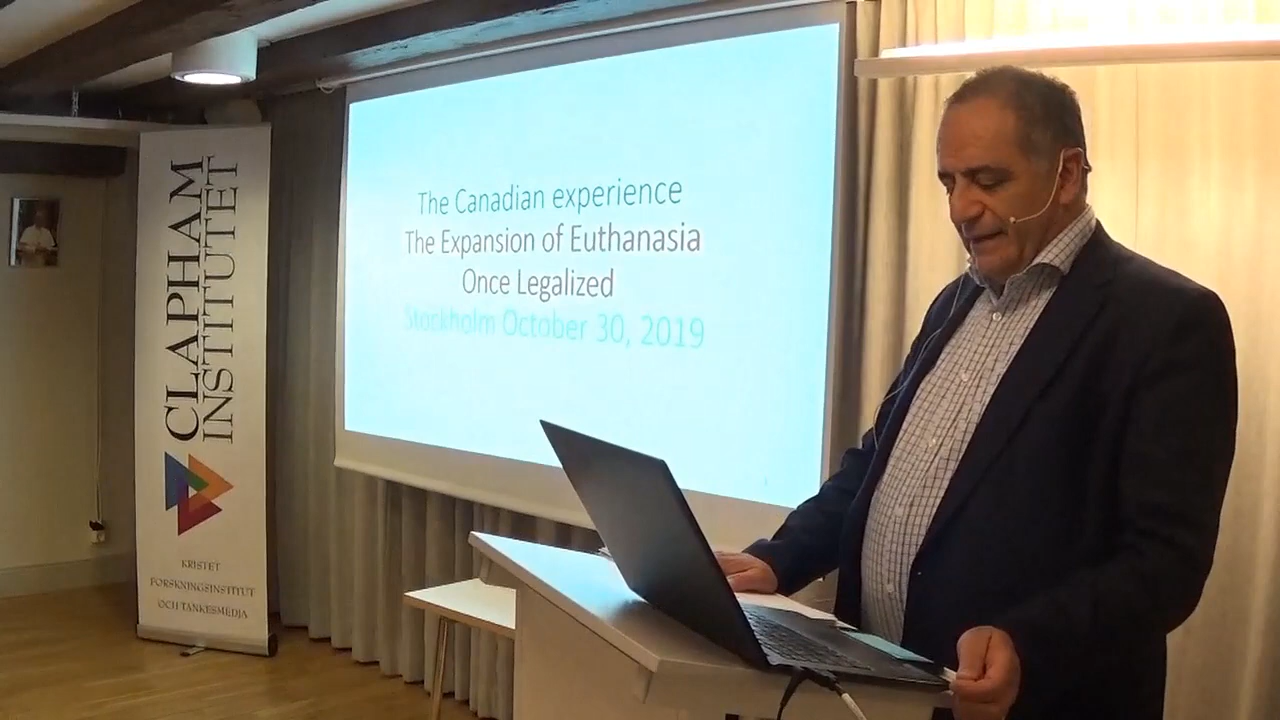 CLAPHAM
INSTITUTET
KRISTET
FORSKNINGSINSTITUT
OCH TANKESMEDJA
The Canadian experience
The Expansion of Euthanasia
Once Legalized
Stockholm October 30, 2019